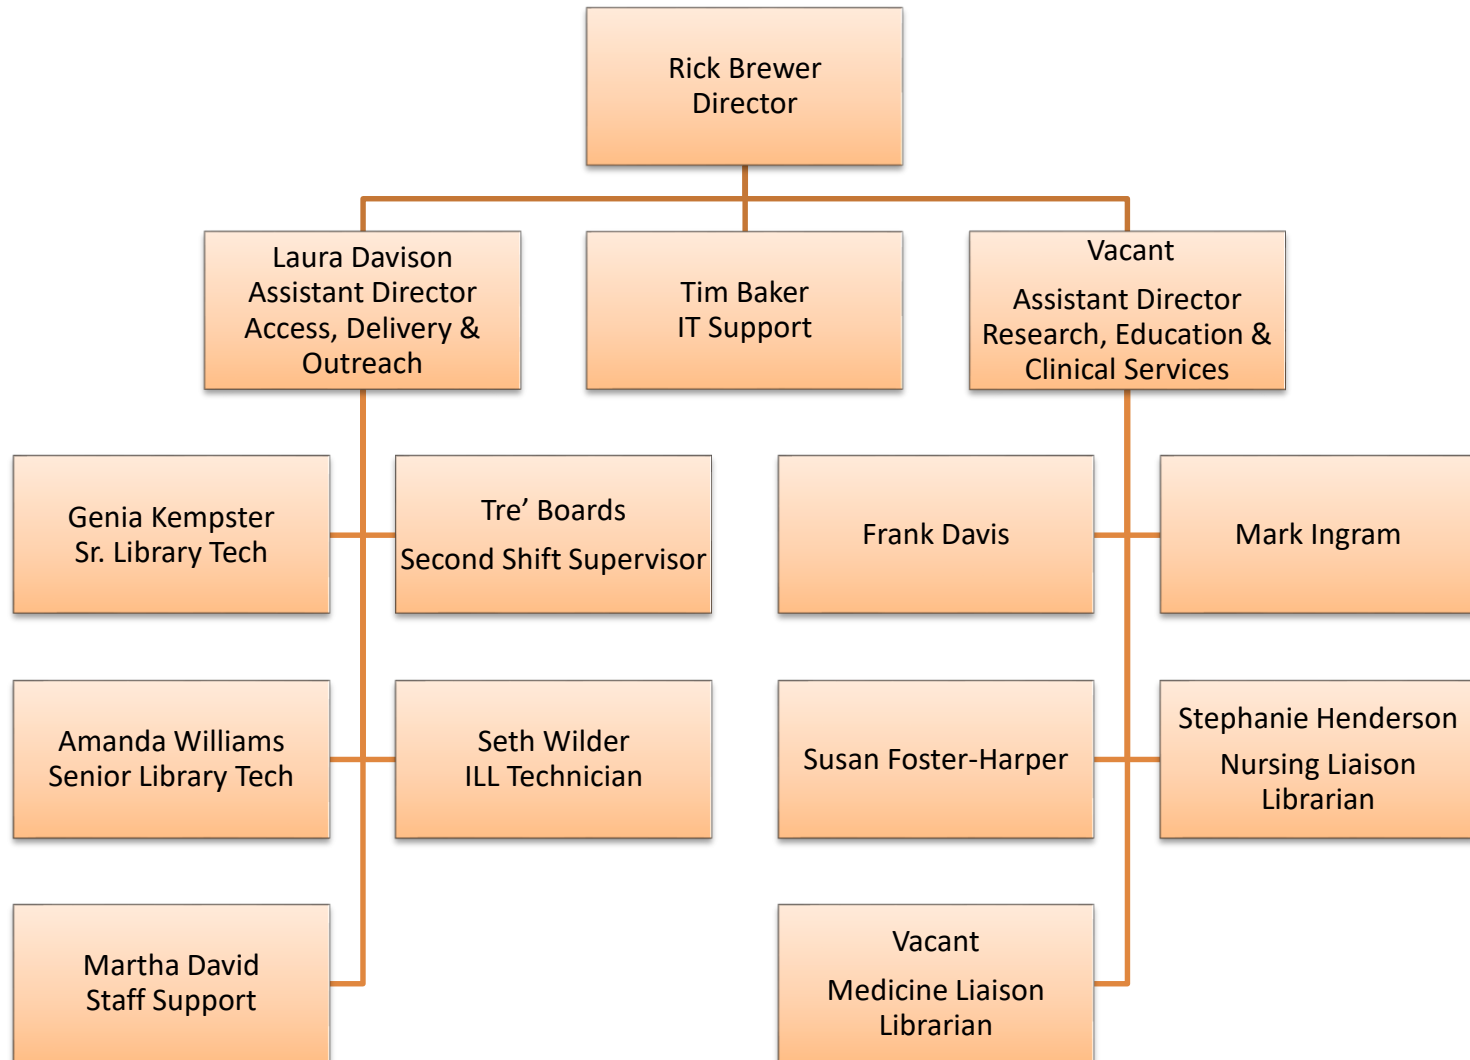 Rick Brewer
Director
Laura Davison
Assistant Director
Access, Delivery &
Outreach
Tim Baker
IT Support
Vacant
Assistant Director
Research, Education &
Clinical Services
Genia Kempster
Sr. Library Tech
Tre’ Boards
Second Shift Supervisor
Frank Davis
Mark Ingram
Amanda Williams
Senior Library Tech
Seth Wilder
ILL Technician
Susan Foster-Harper
Stephanie Henderson
Nursing Liaison
Librarian
Martha David
Staff Support
Vacant
Medicine Liaison
Librarian